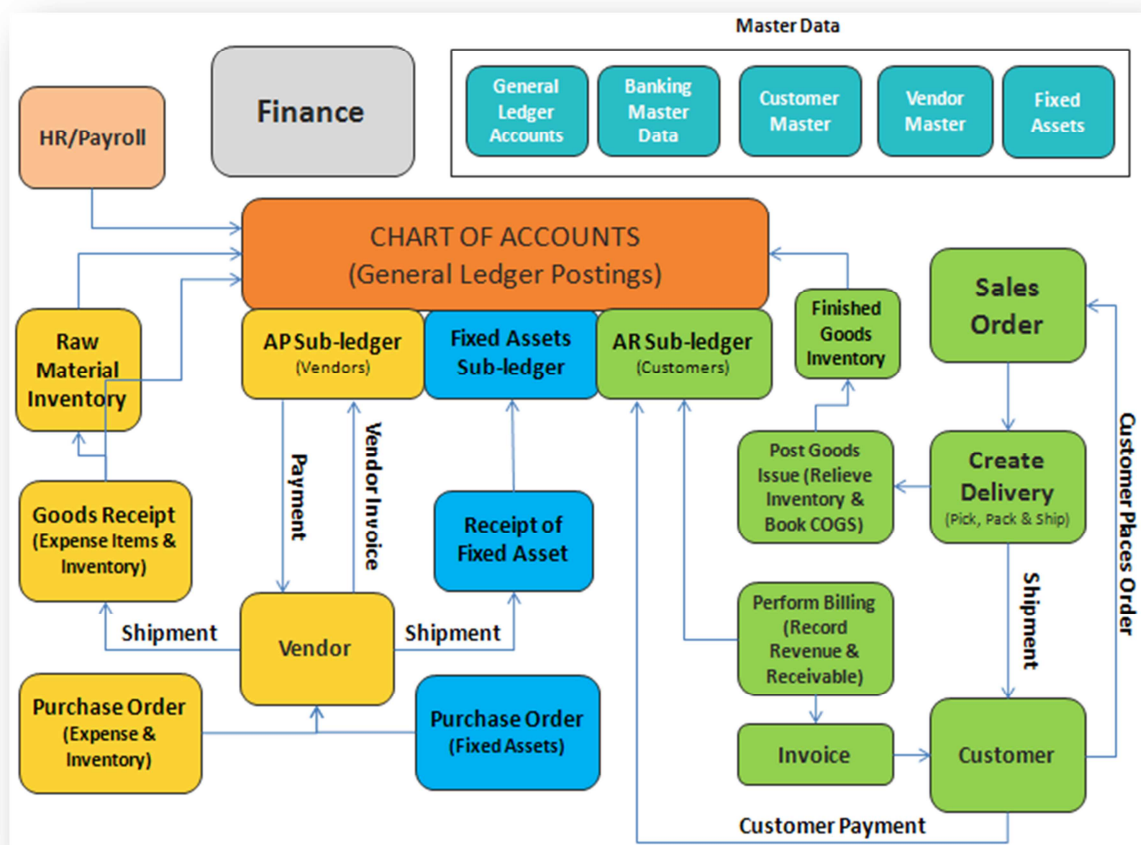 Master Data
Finance
General
Ledger
Accounts
Banking
Master
Data
Customer
Master
Vendor
Master
Fixed
Assets
HR/Payroll
CHART OF ACCOUNTS
(General Ledger Postings)
AP Sub-ledger
(Vendors)
Fixed Assets
Sub-ledger
AR Sub-ledger
(Customers)
Raw
Material
Inventory
Finished
Goods
Inventory
Sales
Order
Payment
Vendor Invoice
Goods Receipt
(Expense Items &
Inventory)
Receipt of
Fixed Asset
Post Goods
Issue (Relieve
Inventory &
Book COGS)
Create
Delivery
(Pick, Pack & Ship)
Customer Places Order
Shipment
Vendor
Shipment
Perform Billing
(Record
Revenue &
Receivable)
Shipment
Purchase Order
(Expense &
Inventory)
Purchase Order
(Fixed Assets)
Invoice
Customer
Customer Payment